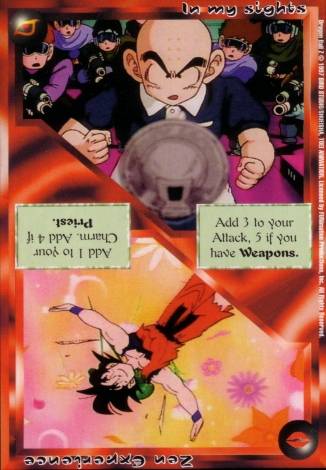 In my sights
Add 3 to your
Attack, 5 if you
have Weapons.
Add 1 to your
Charm. Add 4 if
Priest.
Zen Experience